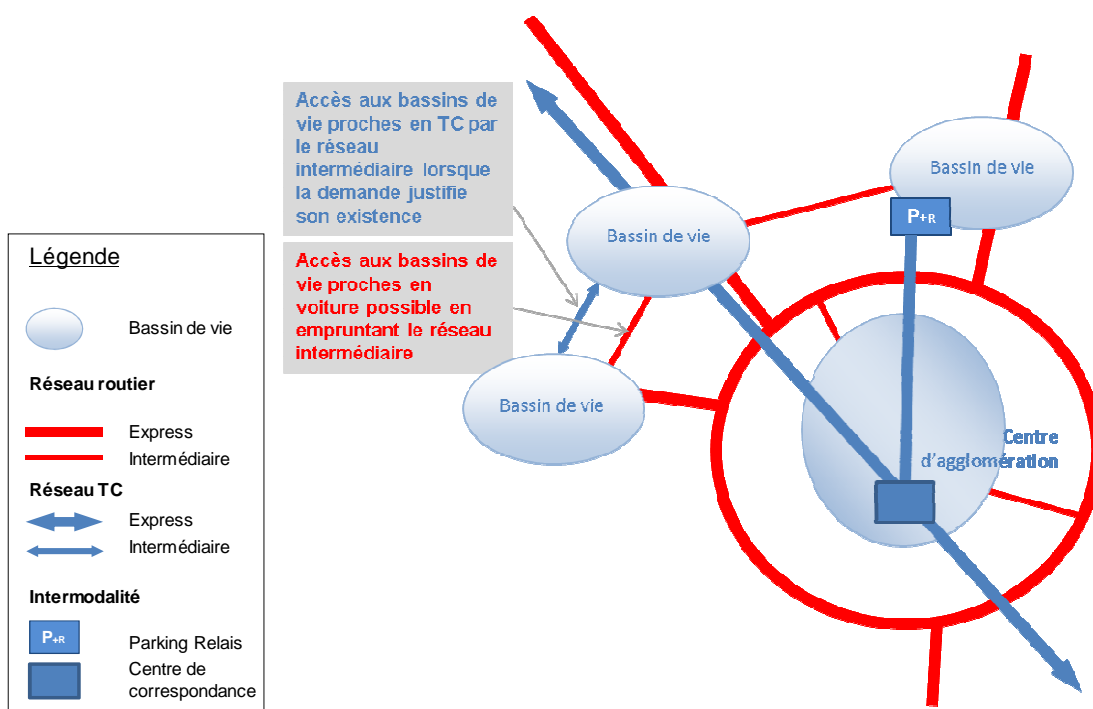 Accès aux bassins de
vie proches en TC par
le réseau
intermédiaire lorsque
la demande justifie
son existence
Accès aux bassins de
vie proches en
voiture possible en
empruntant le réseau
intermédiaire
Bassin de vie
P+R
Bassin de vie
Bassin de vie
Centre
d'agglomération
Légende
Bassin de vie
Réseau routier
Express
Intermédiaire
Réseau TC
Express
Intermédiaire
Intermodalité
P+R
Parking Relais
Centre de
correspondance